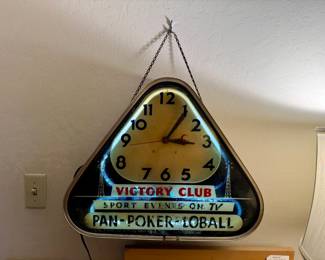 12
11 1
10 2
9 3
8 4
7 5
6
VICTORY CLUB
SPORT EVENTS ON TV
PAN-POKER-LOBALL